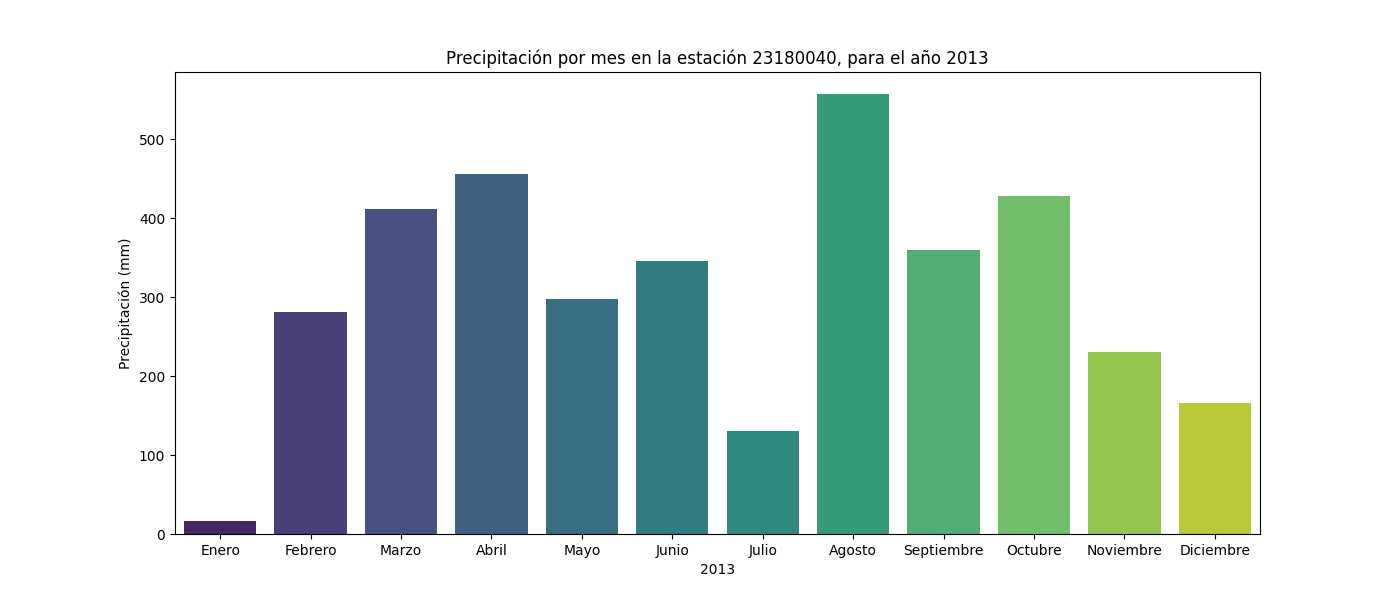 Precipitación por mes en la estación 23180040, para el año 2013
Precipitación (mm)
500
400
300
200
100
0
Enero Febrero Marzo Abril Mayo Junio Julio Agosto Septiembre Octubre Noviembre Diciembre
2013